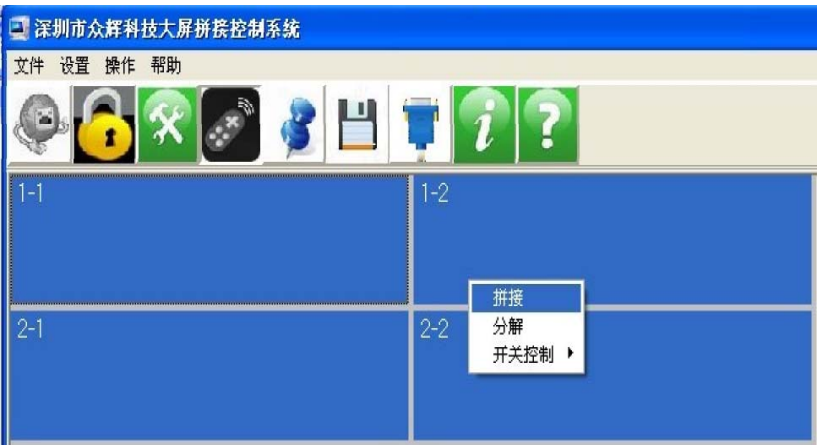 深圳市众辉科技大屏拼接控制系统
文件 设置 操作 帮助
1-1 1-2
拼接
2-1 2-2 分解
开关控制